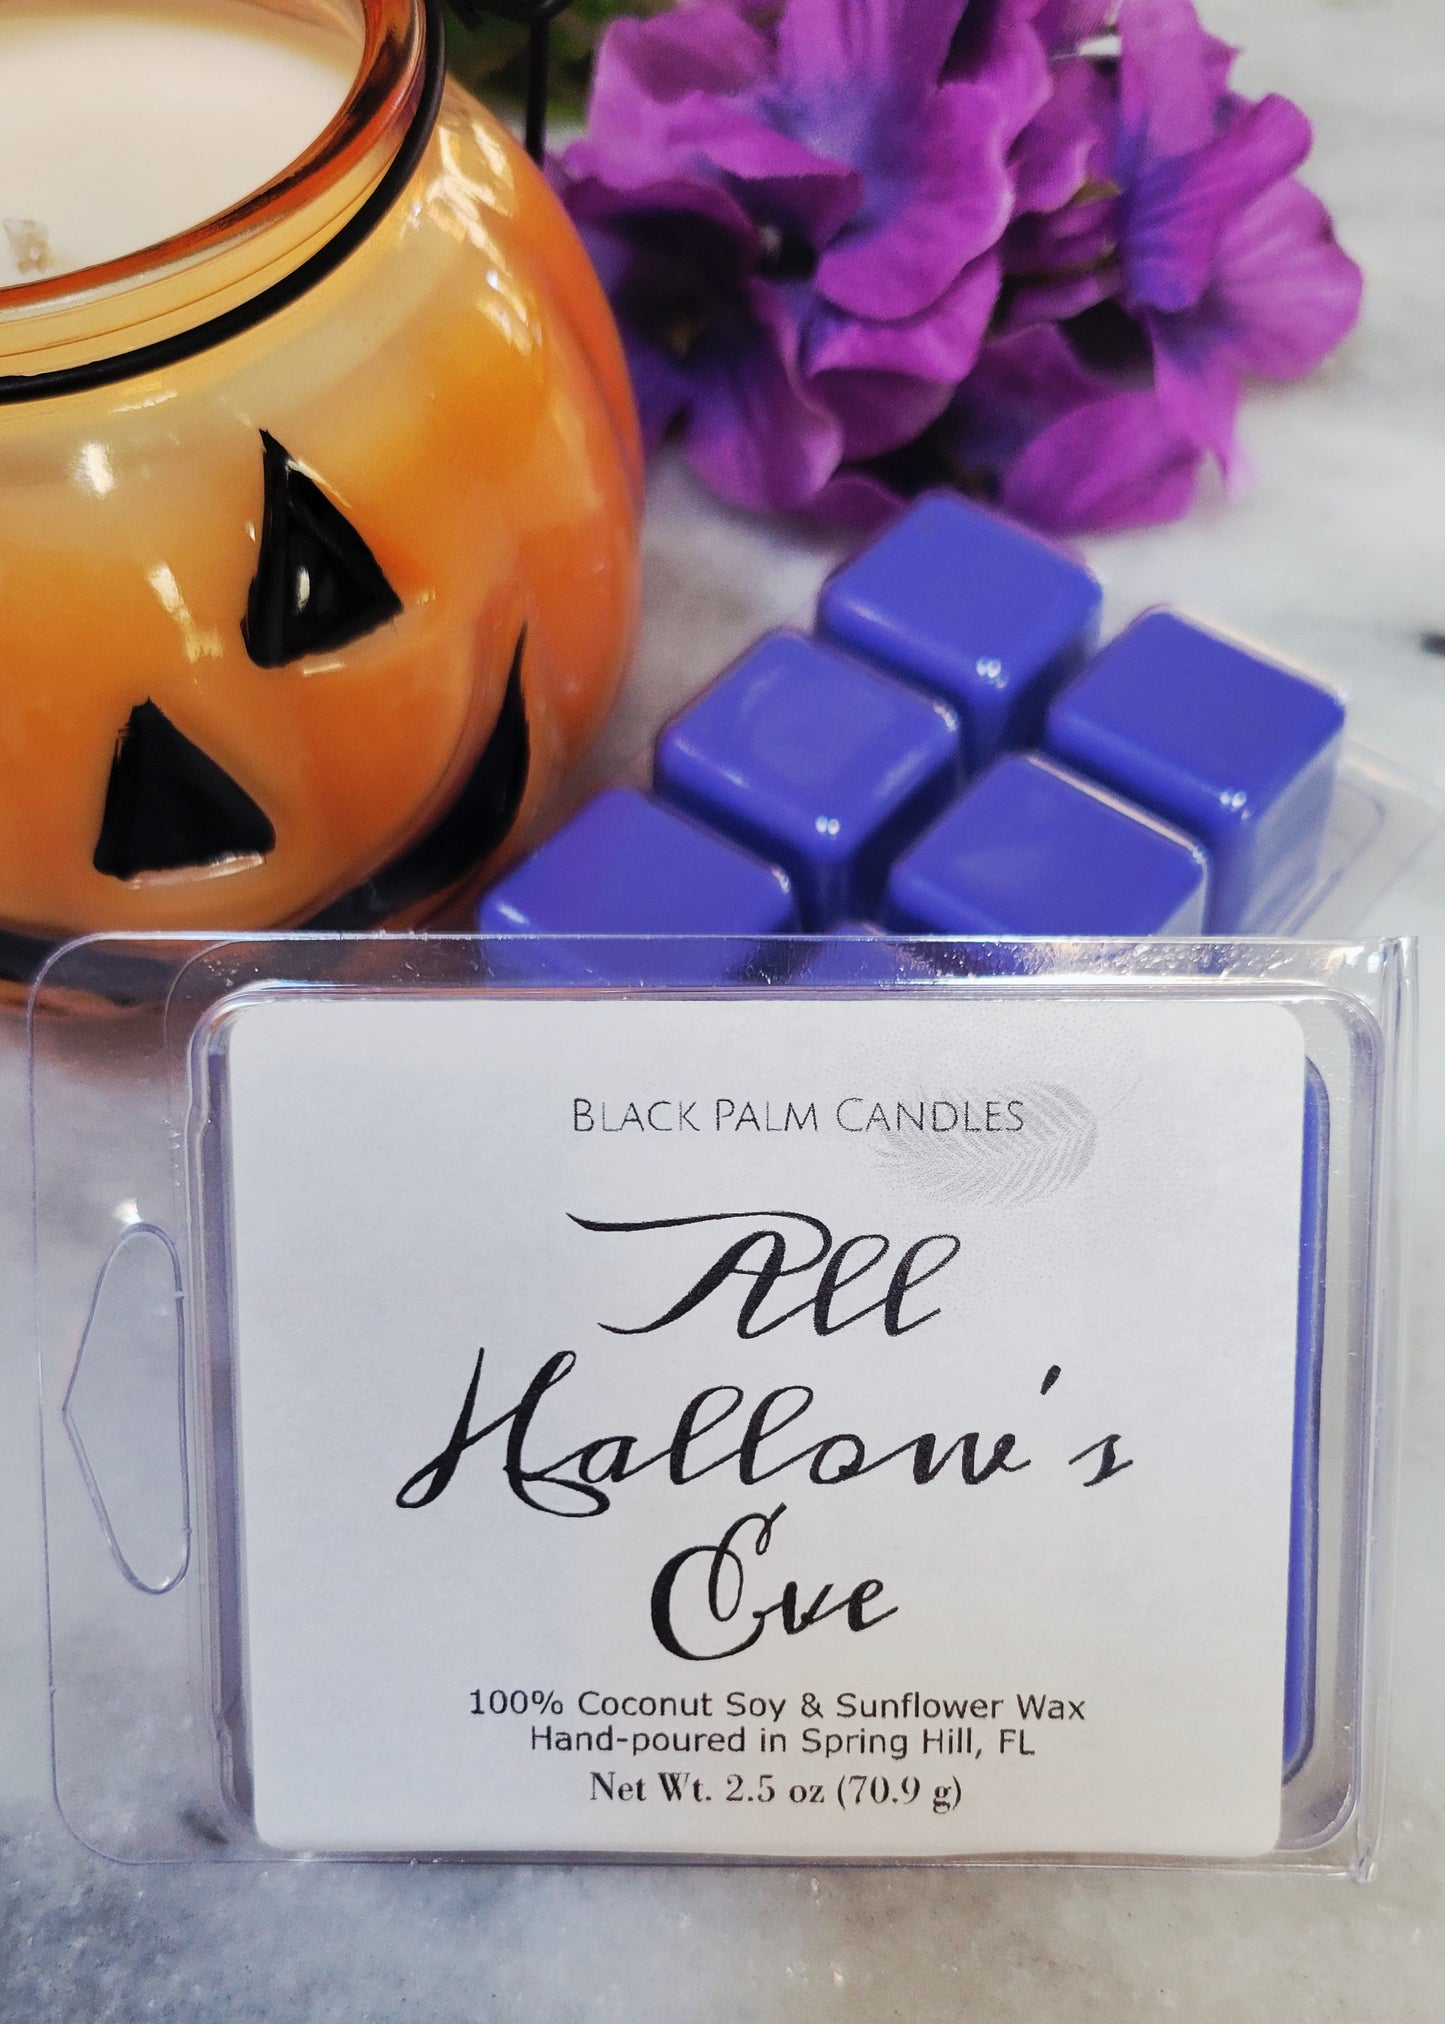 BLACK PALM CANDLES
All
Hallow's
Eve
100% Coconut Soy & Sunflower Wax
Hand-poured in Spring Hill, FL
Net Wt. 2.5 oz (70.9 g)